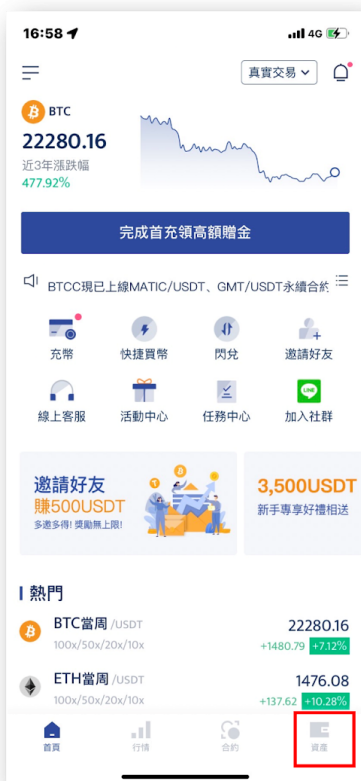 16:58
4G
真實交易
BTC
22280.16
近3年漲跌幅
477.92%
完成首充領高額贈金
BTCC現已上線MATIC/USDT、GMT/USDT永續合約
充幣
快捷買幣
閃兌
邀請好友
線上客服
活動中心
任務中心
LINE
加入社群
邀請好友
賺500USDT
多邀多得! 獎勵無上限!
3,500USDT
新手專享好禮相送
熱門
BTC當周 /USDT
22280.16
100x/50x/20x/10x
+1480.79 +7.12%
ETH當周 /USDT
1476.08
100x/50x/20x/10x
+137.62 +10.28%
首頁
行情
合約
資產